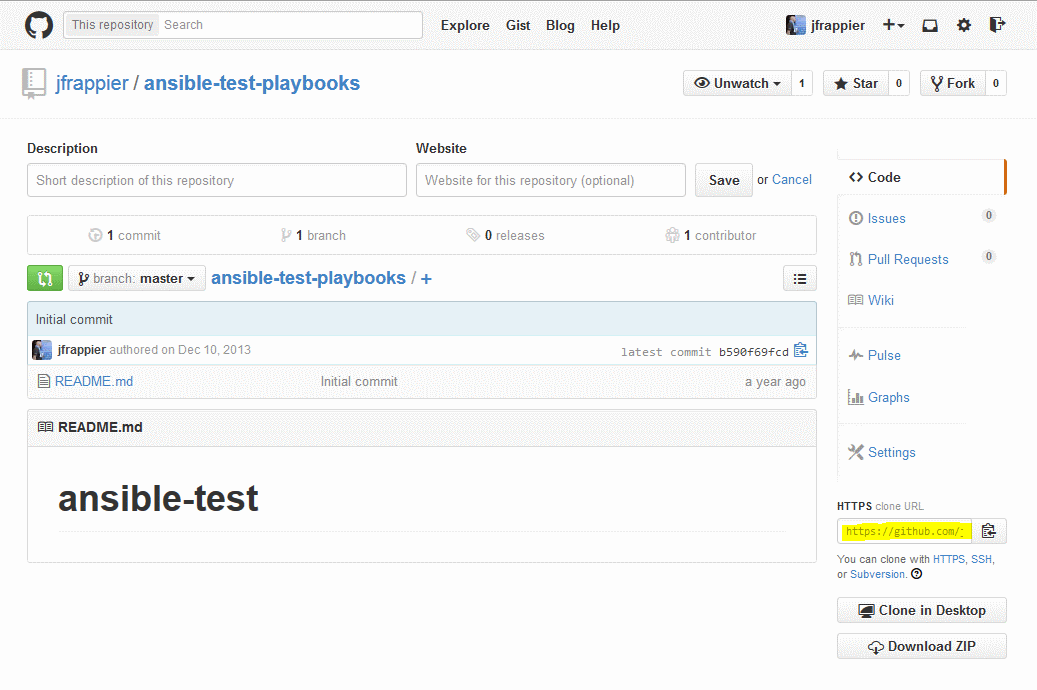 This repository Search Explore Gist Blog Help jfrappier
jfrappier / ansible-test-playbooks Unwatch 1 Star 0 Fork 0
Description Website
Short description of this repository Website for this repository (optional) Save or Cancel
1 commit 1 branch 0 releases 1 contributor
branch: master ansible-test-playbooks / +
Initial commit
jfrappier authored on Dec 10, 2013 latest commit b590f69fcd
README.md Initial commit a year ago
README.md
ansible-test
Code
Issues 0
Pull Requests 0
Wiki
Pulse
Graphs
Settings
HTTPS clone URL
https://github.com/
You can clone with HTTPS, SSH,
or Subversion.
Clone in Desktop
Download ZIP